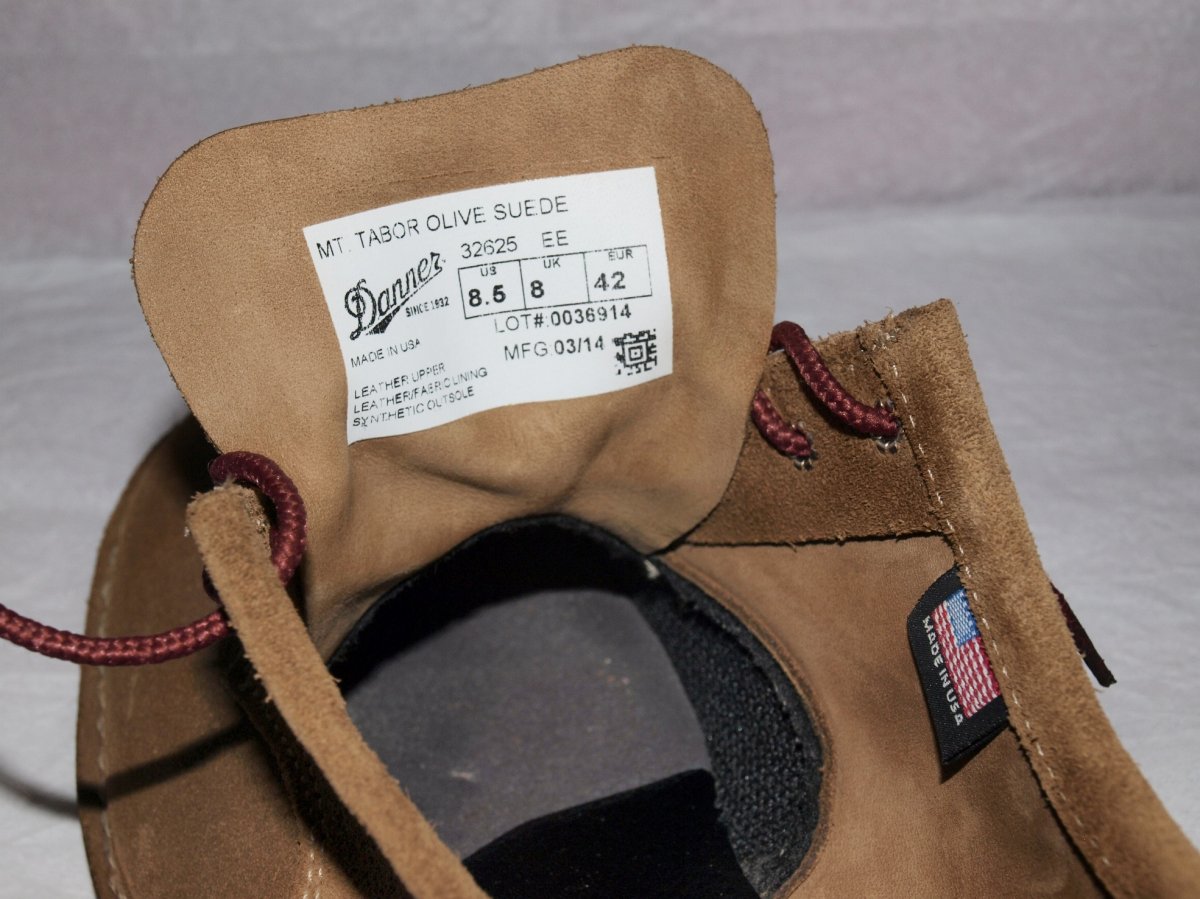 MT. TABOR OLIVE SUEDE
32625 EE
Danner
SINCE 1932
US UK EUR
8.5 8 42
LOT#:0036914
MADE IN USA
MFG:03/14
LEATHER UPPER
LEATHER/FABRIC LINING
SYNTHETIC OUTSOLE
MADE IN USA